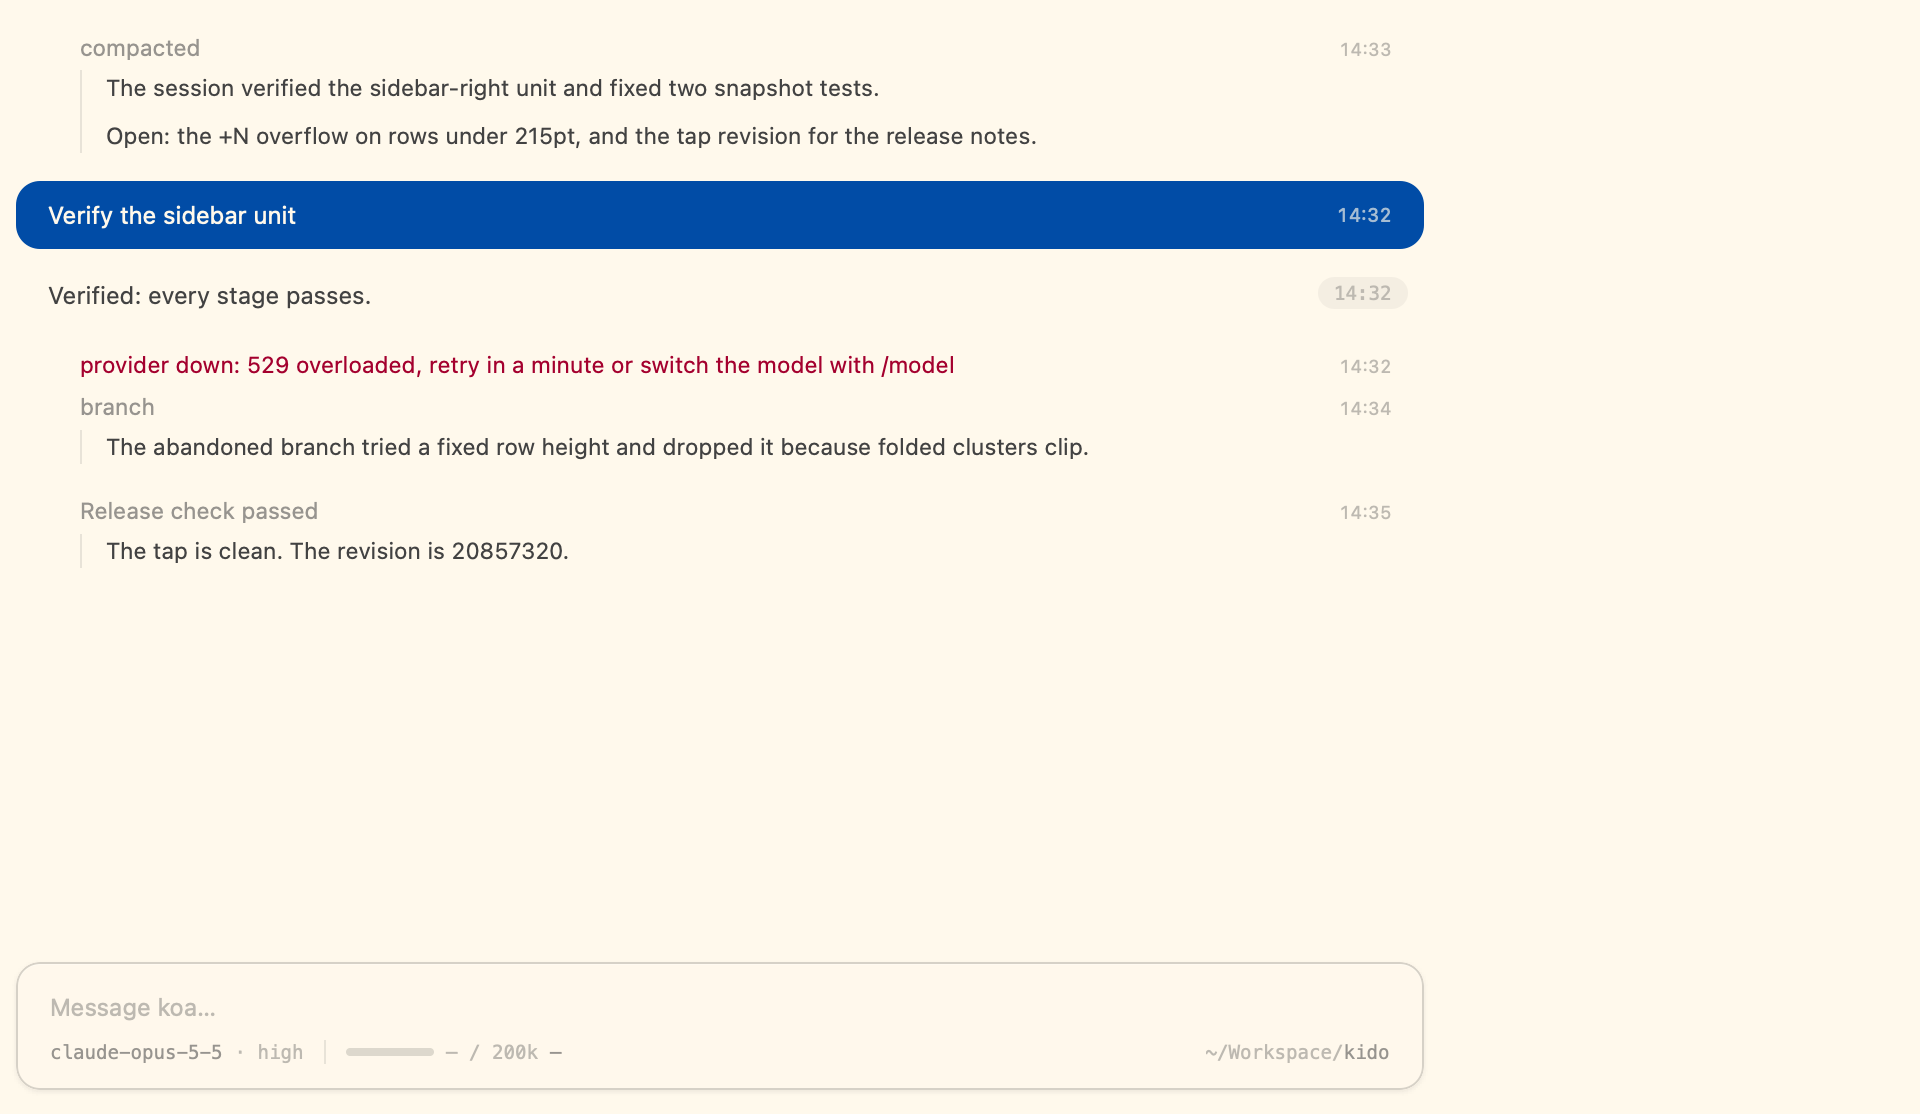 compacted 14:33
The session verified the sidebar-right unit and fixed two snapshot tests.
Open: the +N overflow on rows under 215pt, and the tap revision for the release notes.
Verify the sidebar unit 14:32
Verified: every stage passes. 14:32
provider down: 529 overloaded, retry in a minute or switch the model with /model 14:32
branch 14:34
The abandoned branch tried a fixed row height and dropped it because folded clusters clip.
Release check passed 14:35
The tap is clean. The revision is 20857320.
Message koa...
claude-opus-5-5 · high – / 200k – ~/Workspace/kido